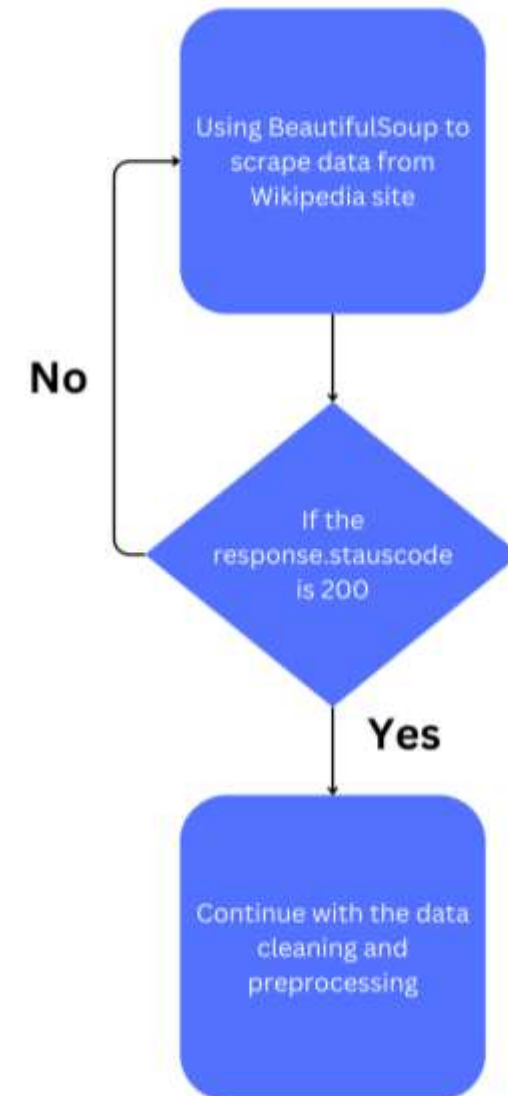 Using BeautifulSoup to
scrape data from
Wikipedia site
No
If the
response.stauscode
is 200
Yes
Continue with the data
cleaning and
preprocessing